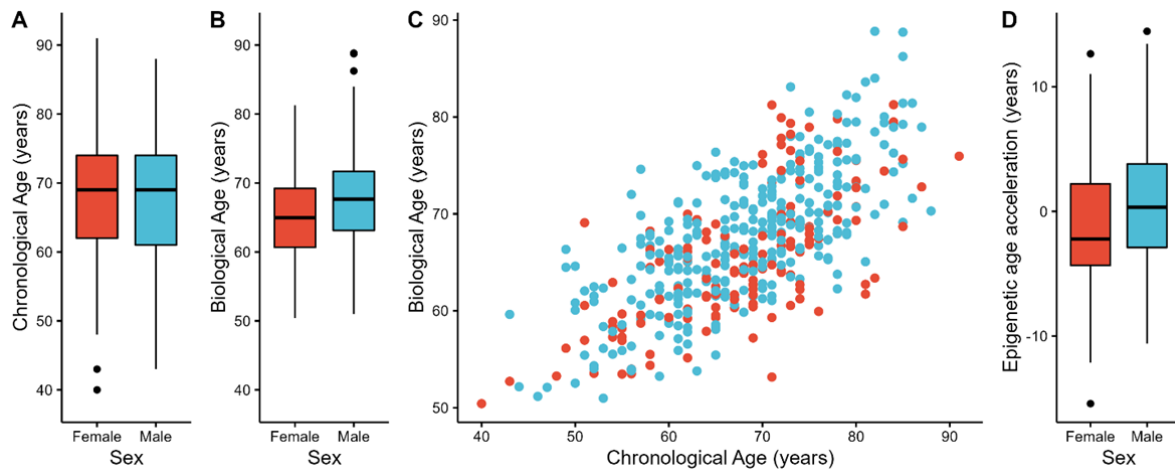 A
Chronological Age (years)
90
80
70
60
50
40
Female
Male
Sex
B
Biological Age (years)
90
80
70
60
50
40
Female
Male
Sex
C
Biological Age (years)
90
80
70
60
50
40
50
60
70
80
90
Chronological Age (years)
D
Epigenetic age acceleration (years)
10
0
-10
Female
Male
Sex